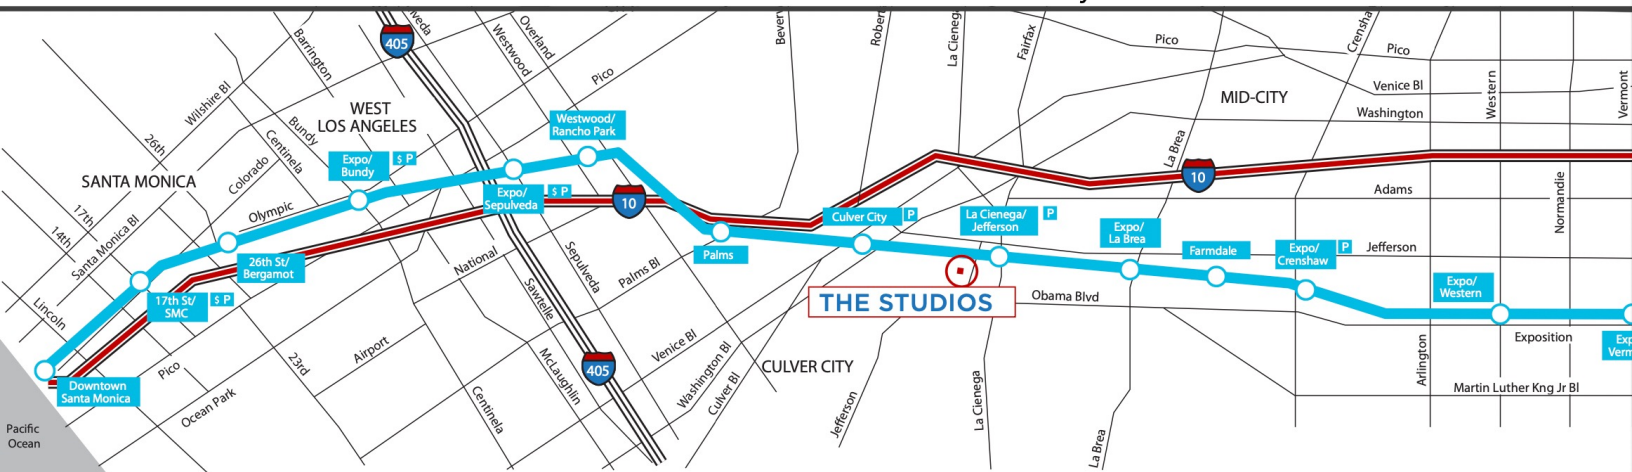 405
Barrington
Westwood
Overland
Pico
Wilshire Bl
26th
Bundy
Centinela
Colorado
WEST
LOS ANGELES
SANTA MONICA
17th
14th
Santa Monica Bl
Lincoln
Olympic
Expo/
Bundy
$ P
Westwood/
Rancho Park
Expo/
Sepulveda
$ P
10
26th St/
Bergamot
17th St/
SMC
$ P
Downtown
Santa Monica
Pacific
Ocean
Pico
Ocean Park
23rd
Airport
National
Centinela
Sawtelle
McLaughlin
Sepulveda
Palms Bl
405
Venice Bl
Washington Bl
Culver Bl
CULVER CITY
Palms
Culver City
P
La Cienega/
Jefferson
P
THE STUDIOS
Obama Blvd
Jefferson
La Cienega
La Brea
Fairfax
Pico
Pico
Venice Bl
Washington
MID-CITY
La Brea
10
Adams
Western
Normandie
Vermont
Expo/
La Brea
Farmdale
Expo/
Crenshaw
P
Jefferson
Expo/
Western
Exposition
Arlington
Martin Luther Kng Jr Bl